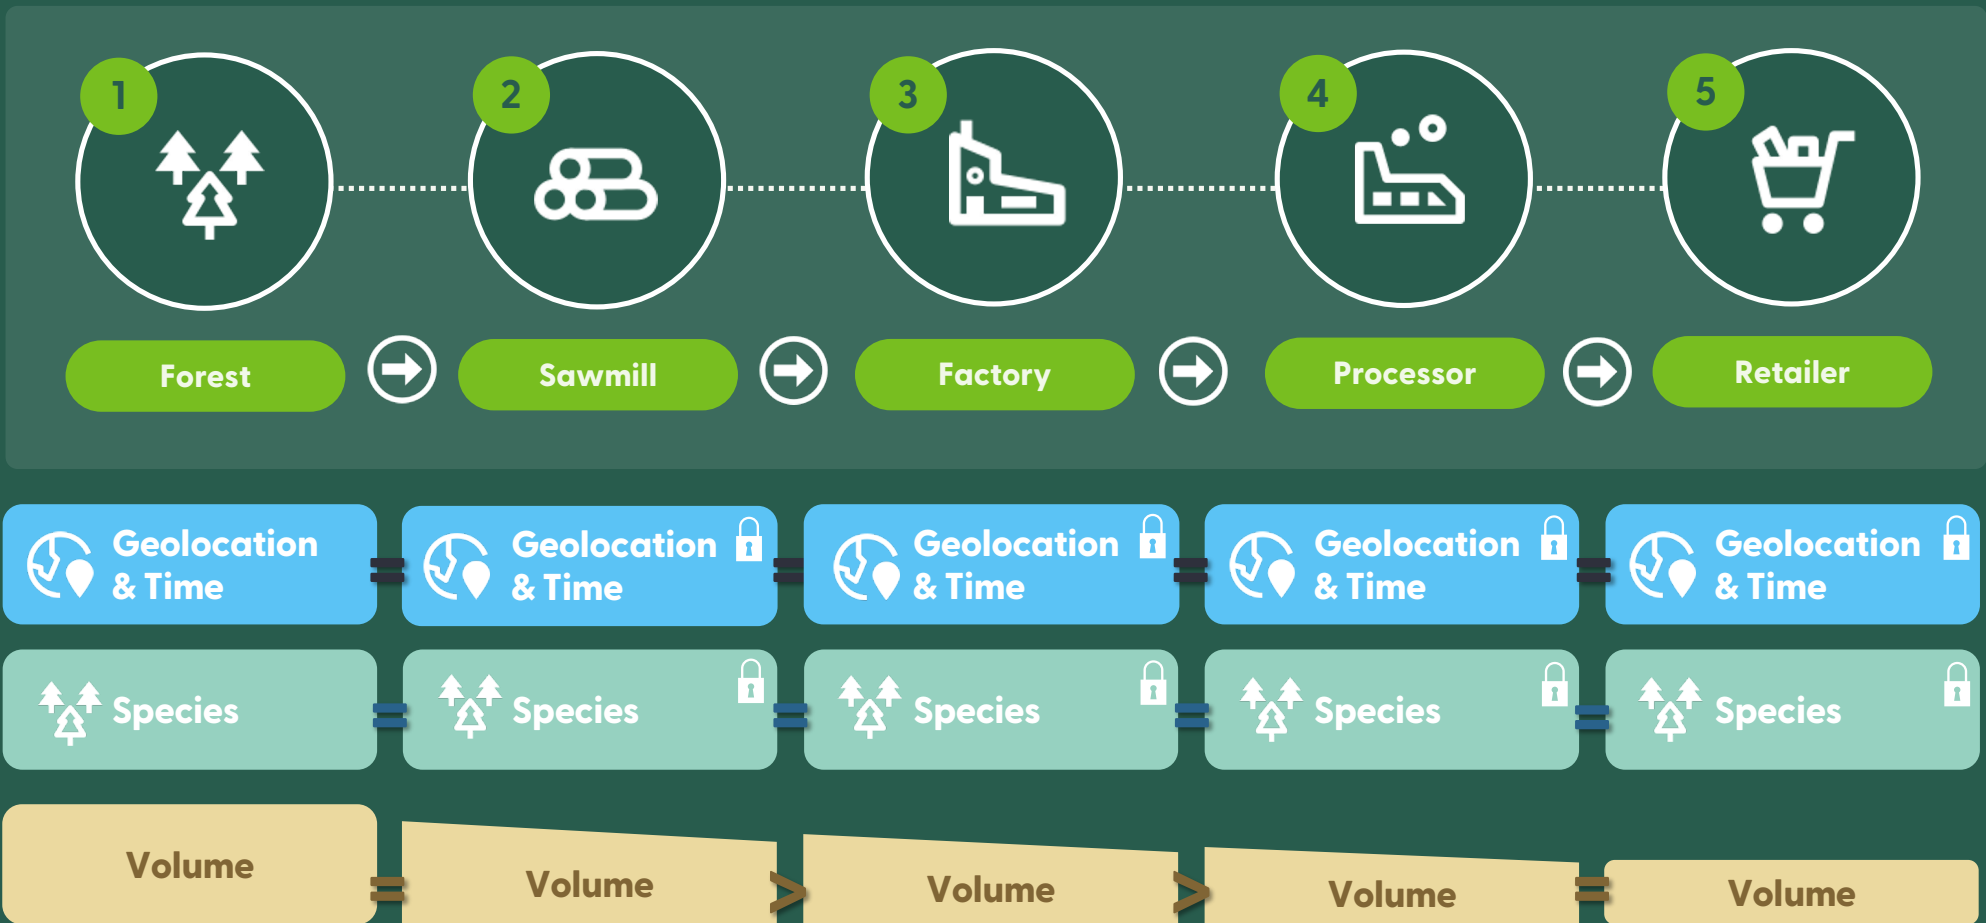 1
2
3
4
5
Forest
Sawmill
Factory
Processor
Retailer
Geolocation
& Time
=
Geolocation
& Time
=
Geolocation
& Time
=
Geolocation
& Time
=
Geolocation
& Time
Species
=
Species
=
Species
=
Species
=
Species
Volume
=
Volume
>
Volume
>
Volume
=
Volume